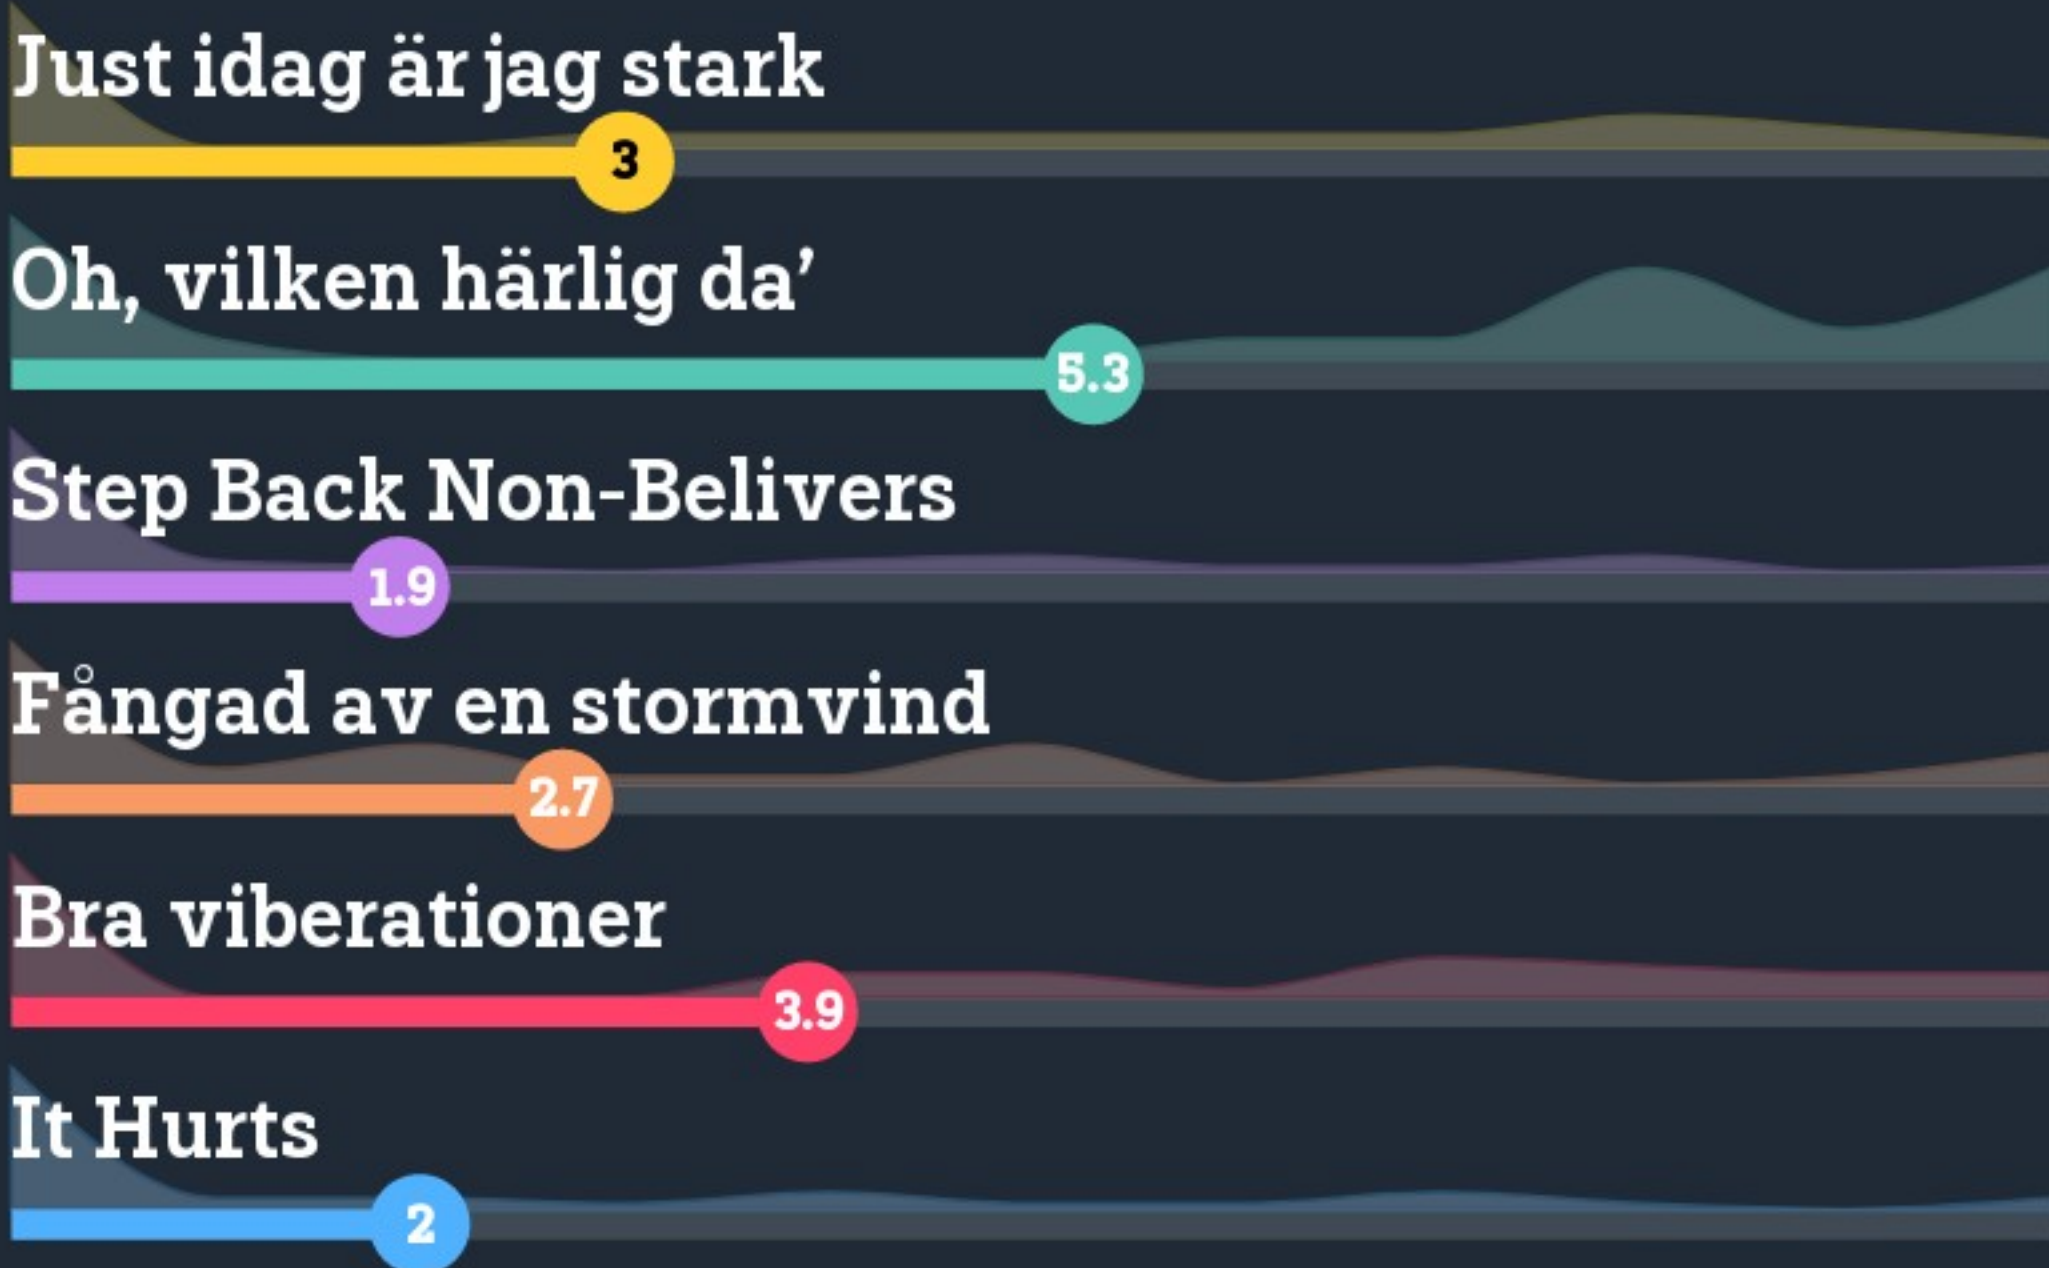 Just idag är jag stark
3
Oh, vilken härlig da’
5.3
Step Back Non-Belivers
1.9
Fångad av en stormvind
2.7
Bra viberationer
3.9
It Hurts
2